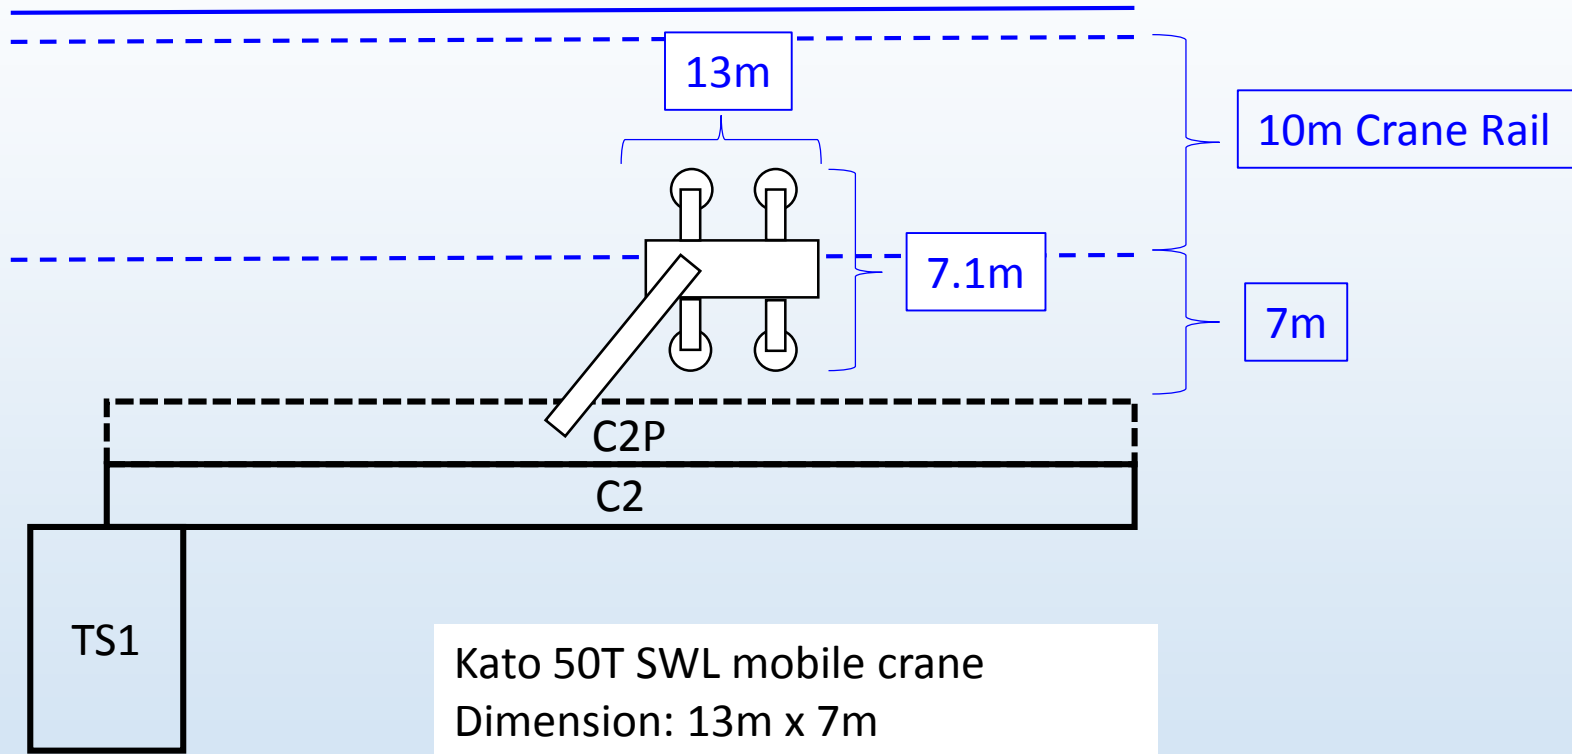 13m
10m Crane Rail
7.1m
7m
C2P
C2
TS1
Kato 50T SWL mobile crane
Dimension: 13m x 7m